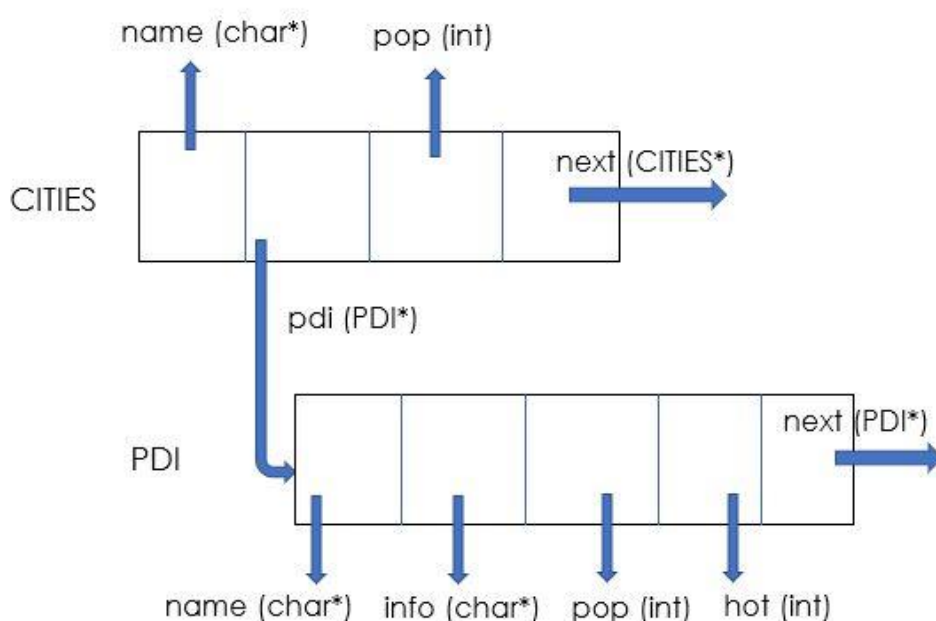 name (char*)
pop (int)
CITIES
next (CITIES*)
pdi (PDI*)
PDI
next (PDI*)
name (char*)
info (char*)
pop (int)
hot (int)